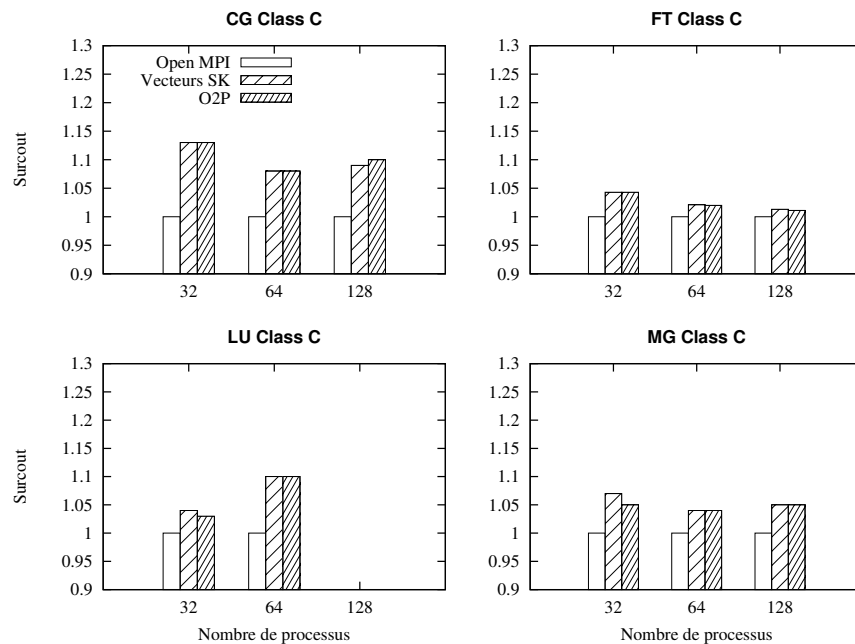 CG Class C
1.3
1.25
1.2
1.15
1.1
1.05
1
0.95
0.9
Surcout
Open MPI
Vecteurs SK
O2P
32 64 128
FT Class C
1.3
1.25
1.2
1.15
1.1
1.05
1
0.95
0.9
32 64 128
LU Class C
1.3
1.25
1.2
1.15
1.1
1.05
1
0.95
0.9
Surcout
32 64 128
Nombre de processus
MG Class C
1.3
1.25
1.2
1.15
1.1
1.05
1
0.95
0.9
32 64 128
Nombre de processus